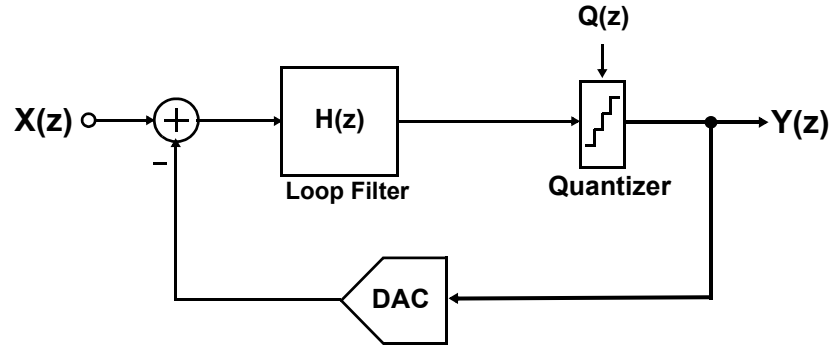 Q(z)
X(z)
+
H(z)
Y(z)
−
Loop Filter
Quantizer
DAC